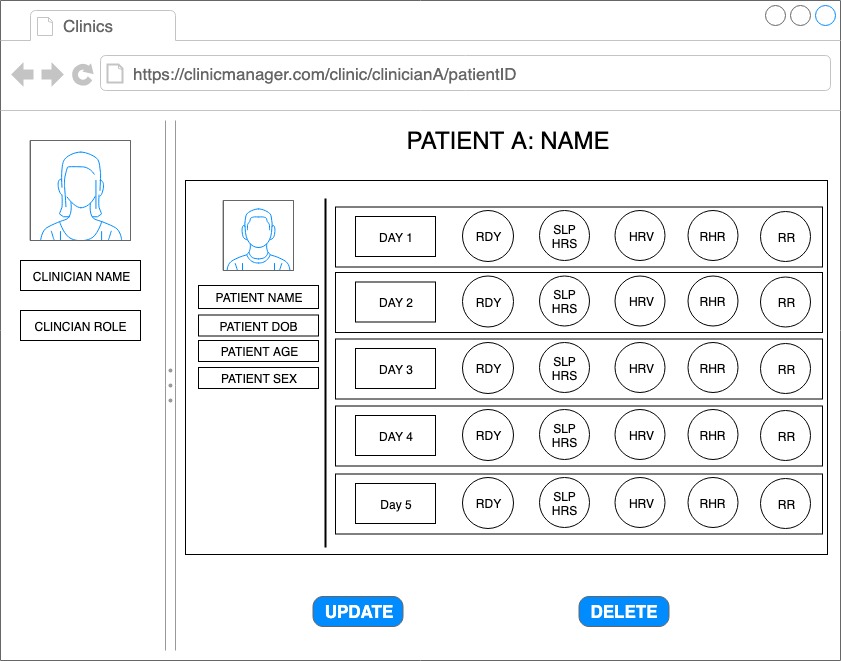 Clinics
https://clinicmanager.com/clinic/clinicianA/patientID
CLINICIAN NAME
CLINCIAN ROLE
PATIENT A: NAME
PATIENT NAME
PATIENT DOB
PATIENT AGE
PATIENT SEX
DAY 1 RDY SLP HRS HRV RHR RR
DAY 2 RDY SLP HRS HRV RHR RR
DAY 3 RDY SLP HRS HRV RHR RR
DAY 4 RDY SLP HRS HRV RHR RR
Day 5 RDY SLP HRS HRV RHR RR
UPDATE DELETE